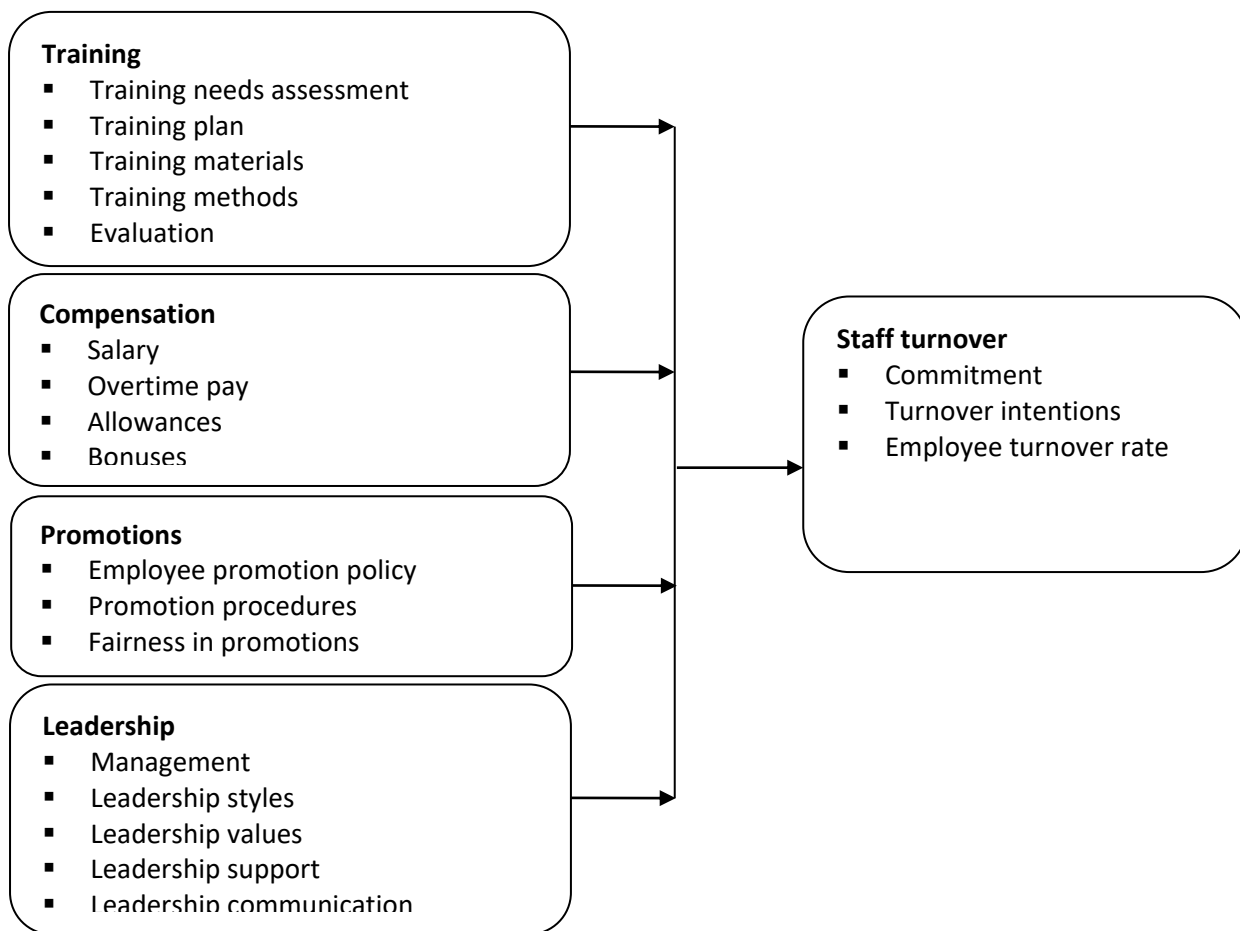 Training
▪ Training needs assessment
▪ Training plan
▪ Training materials
▪ Training methods
▪ Evaluation
Compensation
▪ Salary
▪ Overtime pay
▪ Allowances
▪ Bonuses
Promotions
▪ Employee promotion policy
▪ Promotion procedures
▪ Fairness in promotions
Leadership
▪ Management
▪ Leadership styles
▪ Leadership values
▪ Leadership support
▪ Leadership communication
Staff turnover
▪ Commitment
▪ Turnover intentions
▪ Employee turnover rate